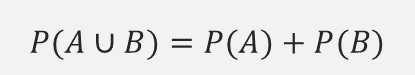 P(A ∪ B) = P(A) + P(B)